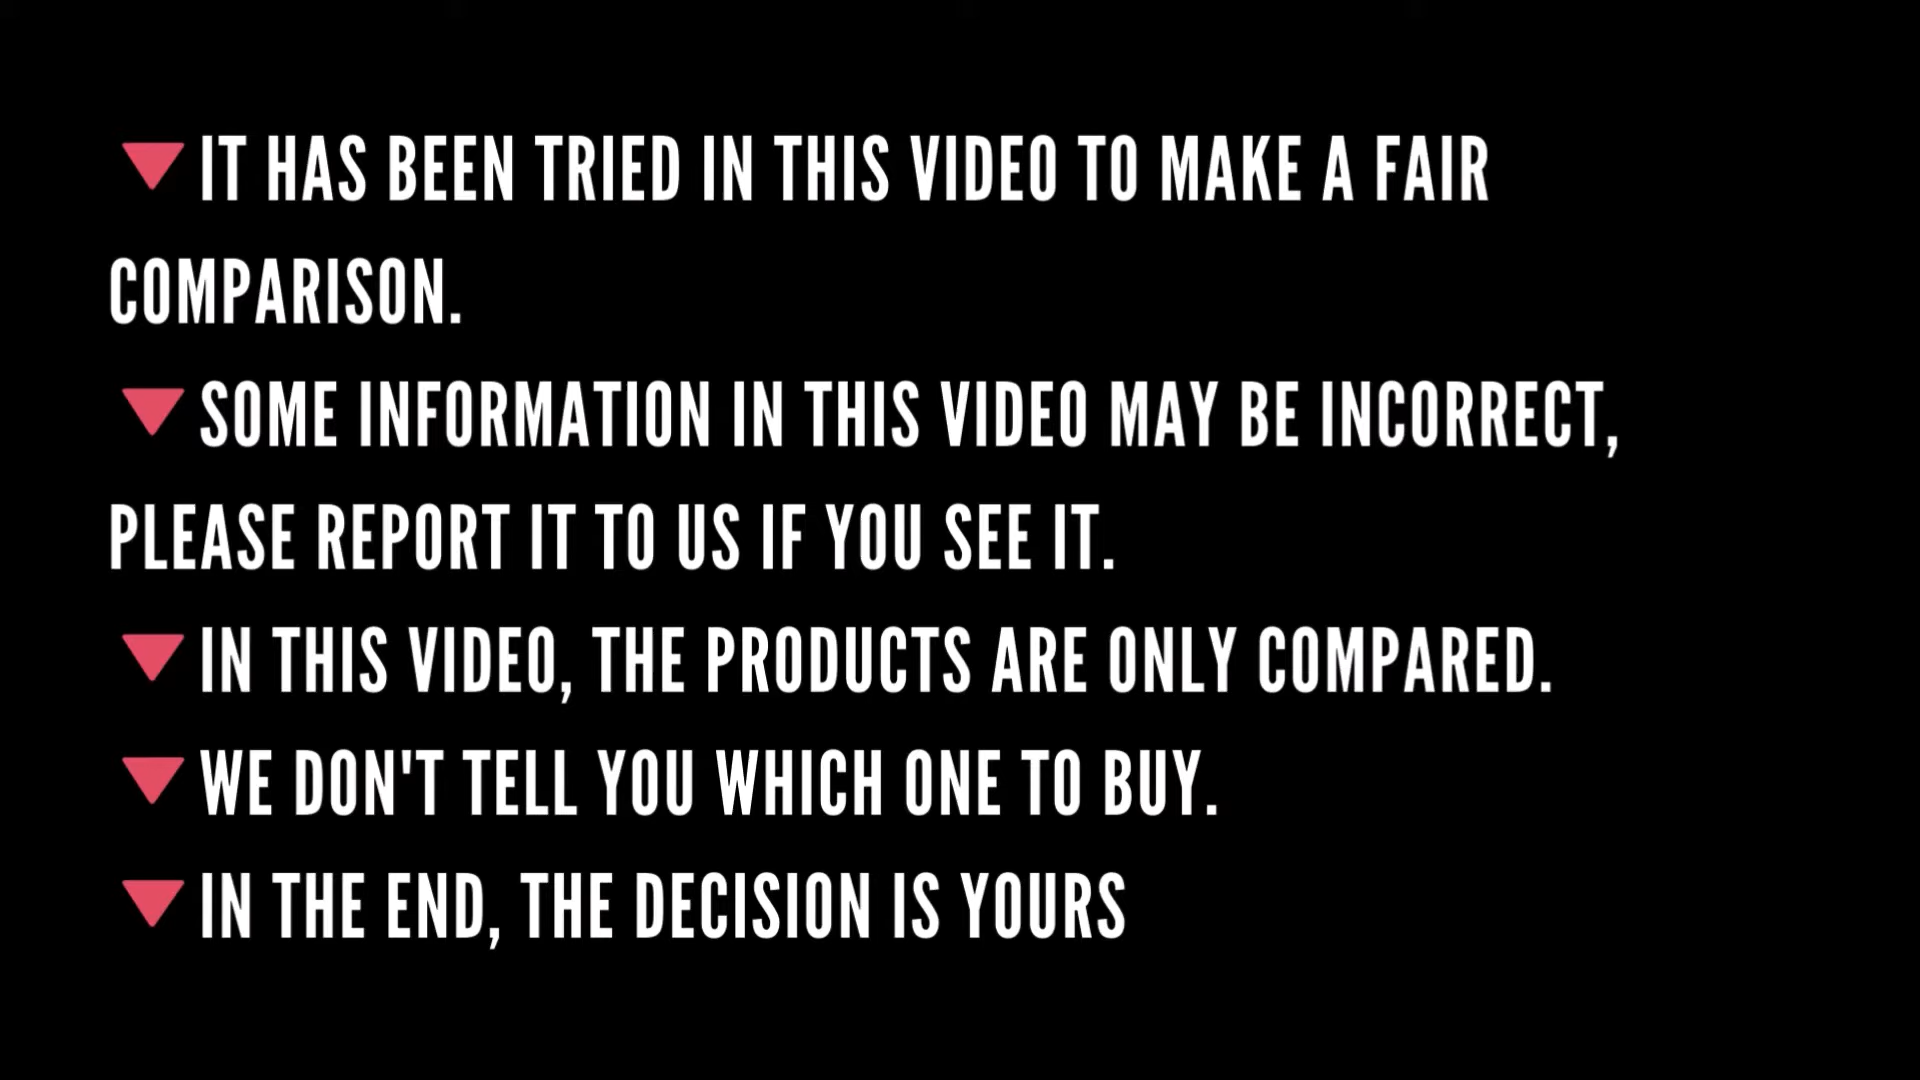 🔻IT HAS BEEN TRIED IN THIS VIDEO TO MAKE A FAIR
COMPARISON.
🔻SOME INFORMATION IN THIS VIDEO MAY BE INCORRECT,
PLEASE REPORT IT TO US IF YOU SEE IT.
🔻IN THIS VIDEO, THE PRODUCTS ARE ONLY COMPARED.
🔻WE DON'T TELL YOU WHICH ONE TO BUY.
🔻IN THE END, THE DECISION IS YOURS